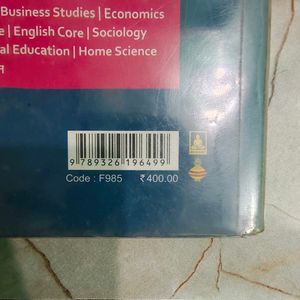 Business Studies | Economics
e | English Core | Sociology
al Education | Home Science
9 789326 196499
Code : F985 ₹400.00